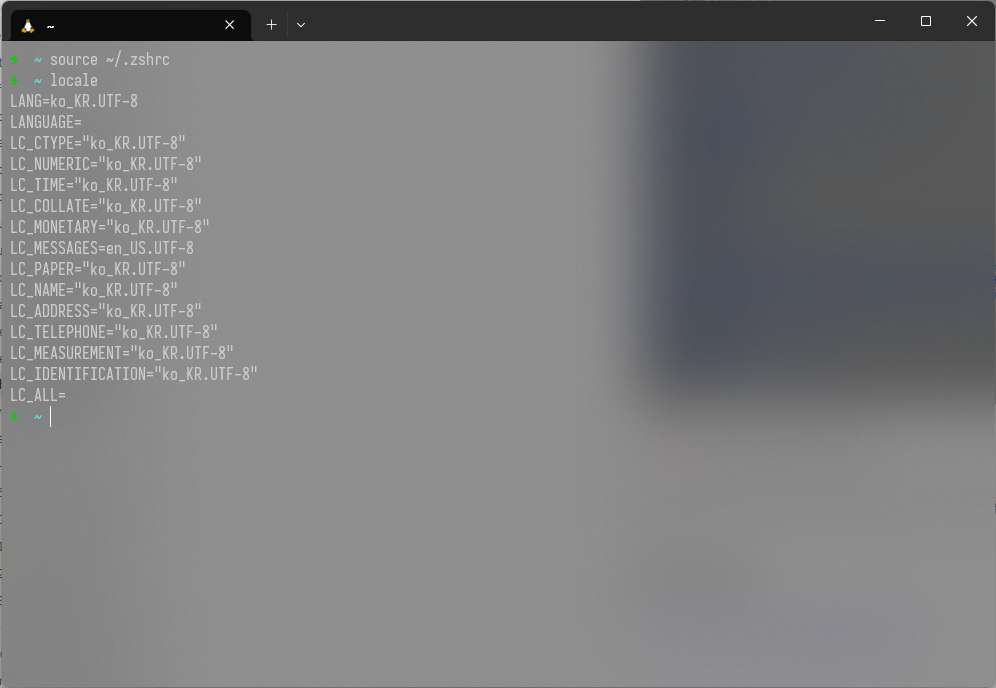 ~
~ source ~/.zshrc
~ locale
LANG=ko_KR.UTF-8
LANGUAGE=
LC_CTYPE="ko_KR.UTF-8"
LC_NUMERIC="ko_KR.UTF-8"
LC_TIME="ko_KR.UTF-8"
LC_COLLATE="ko_KR.UTF-8"
LC_MONETARY="ko_KR.UTF-8"
LC_MESSAGES=en_US.UTF-8
LC_PAPER="ko_KR.UTF-8"
LC_NAME="ko_KR.UTF-8"
LC_ADDRESS="ko_KR.UTF-8"
LC_TELEPHONE="ko_KR.UTF-8"
LC_MEASUREMENT="ko_KR.UTF-8"
LC_IDENTIFICATION="ko_KR.UTF-8"
LC_ALL=
~